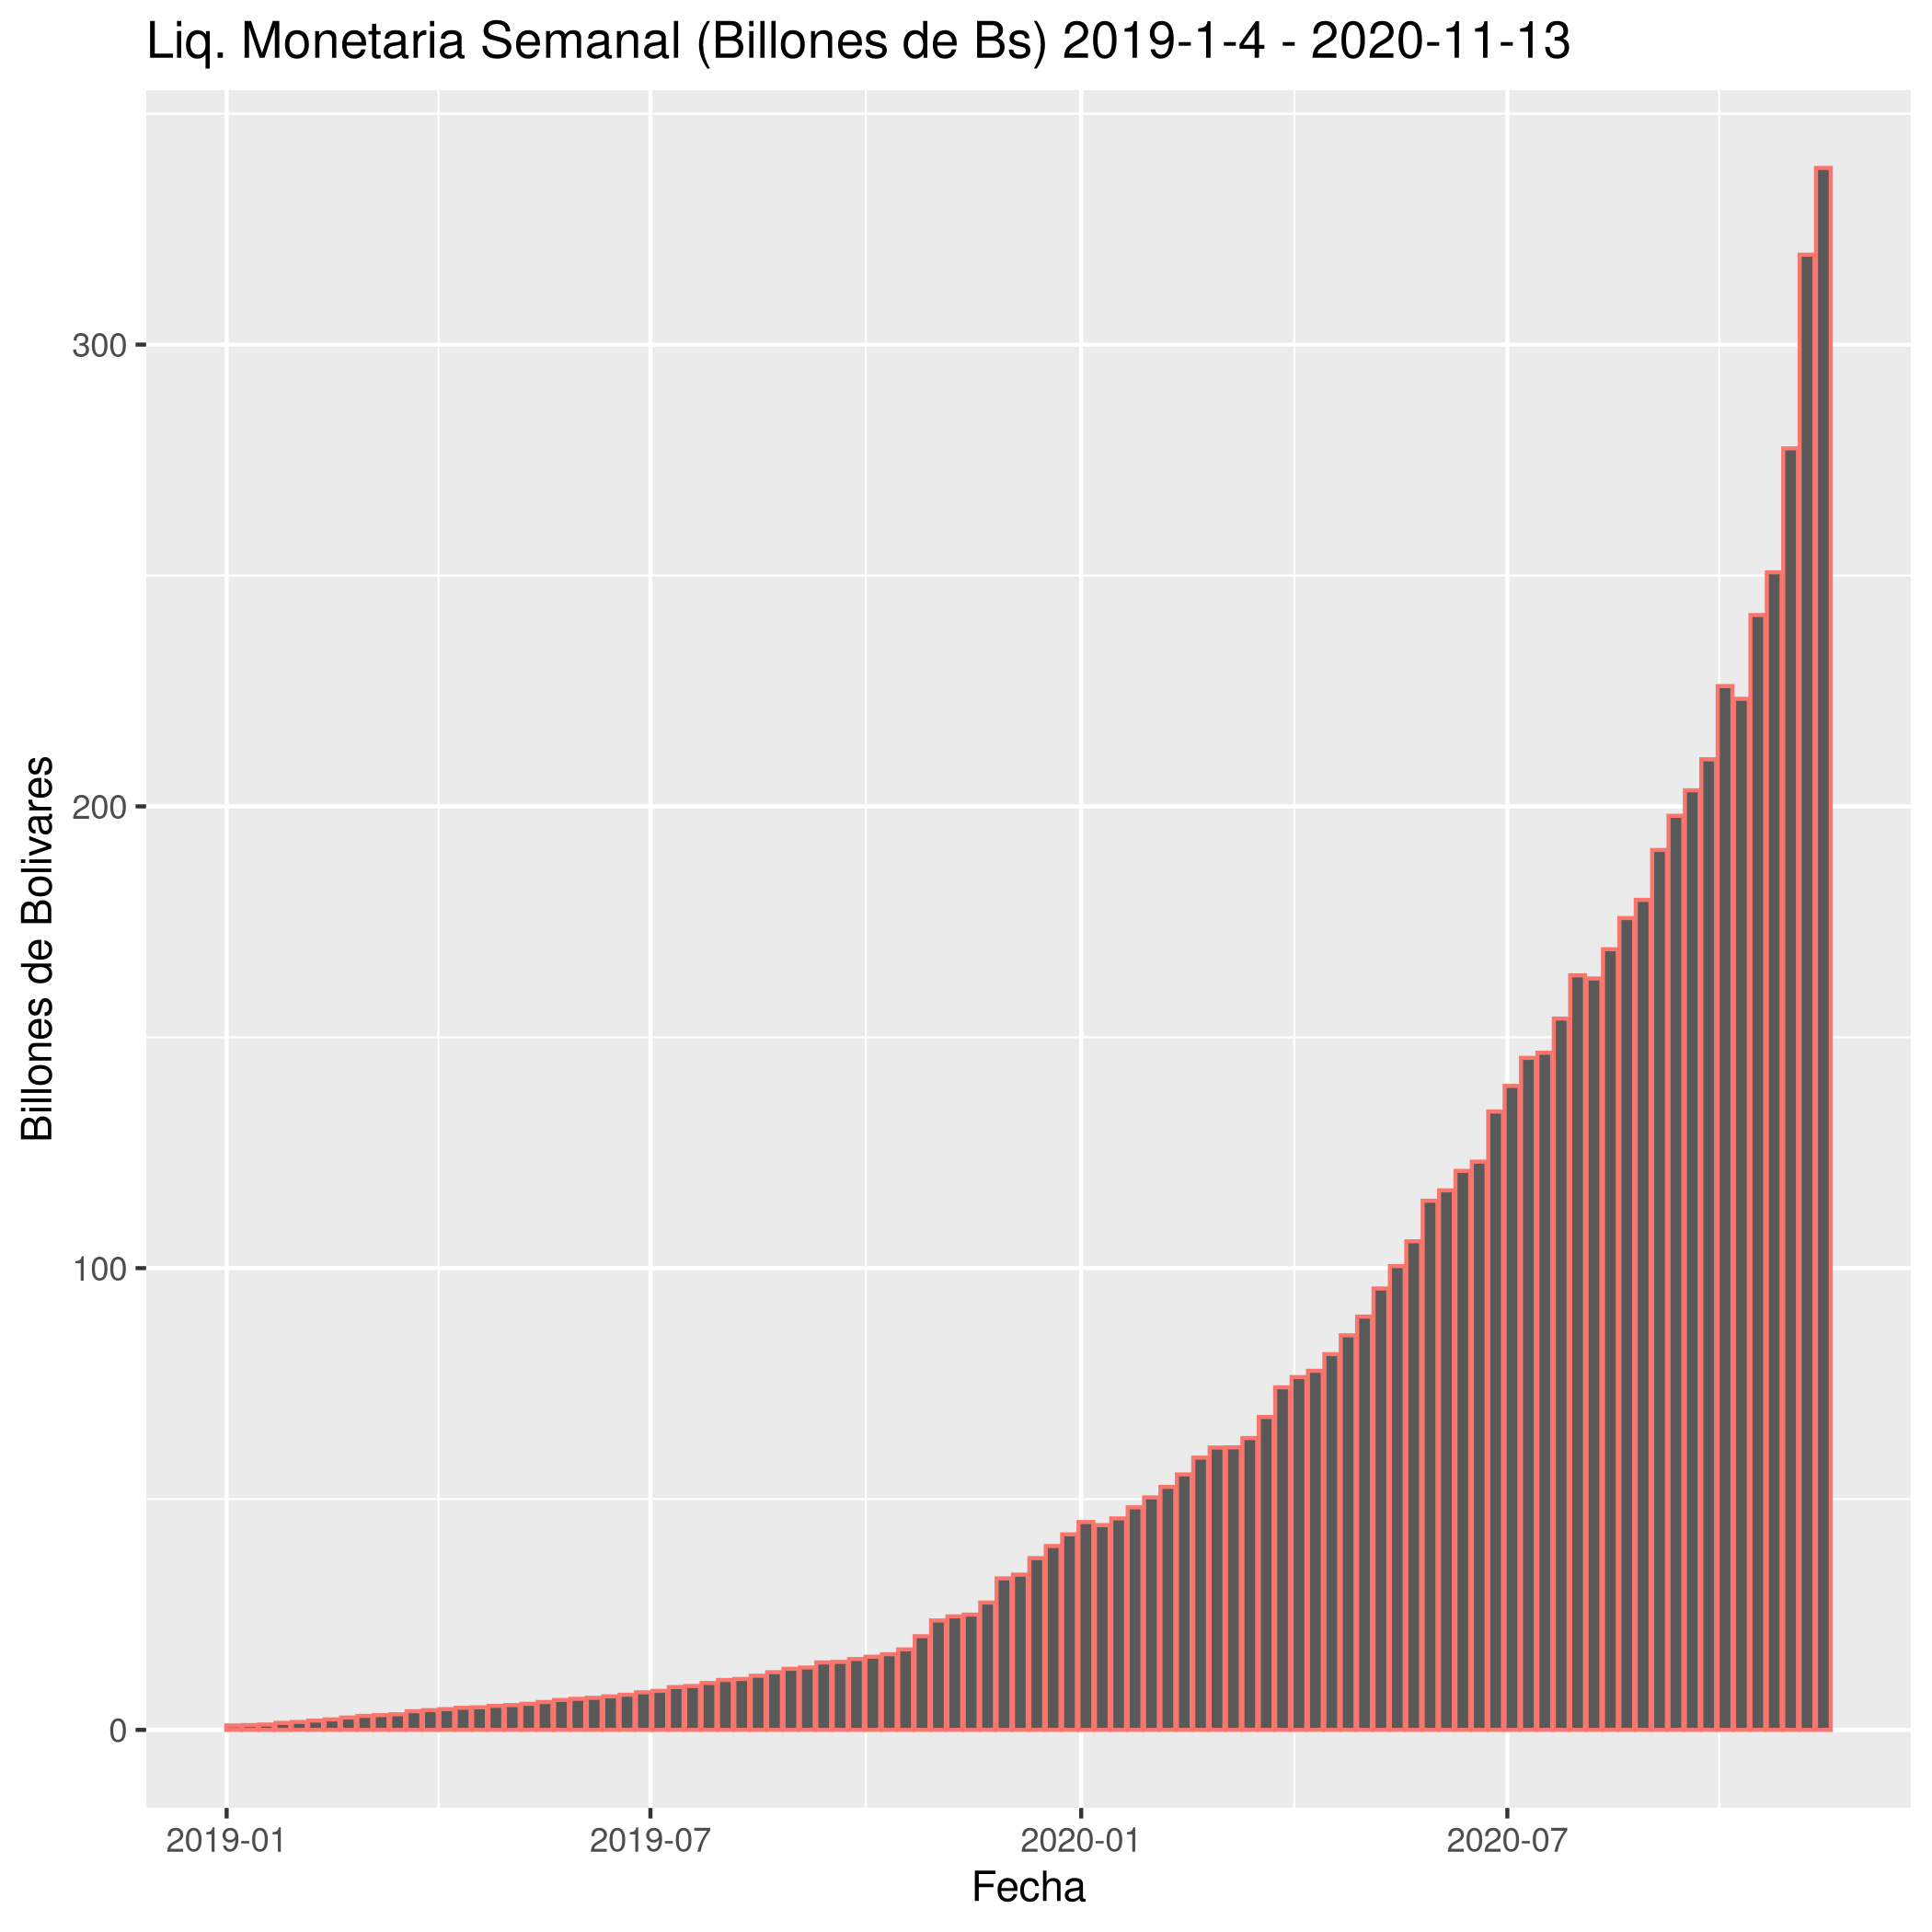 Liq. Monetaria Semanal (Billones de Bs) 2019-1-4 - 2020-11-13
Billones de Bolivares
300
200
100
0
2019-01
2019-07
2020-01
2020-07
Fecha